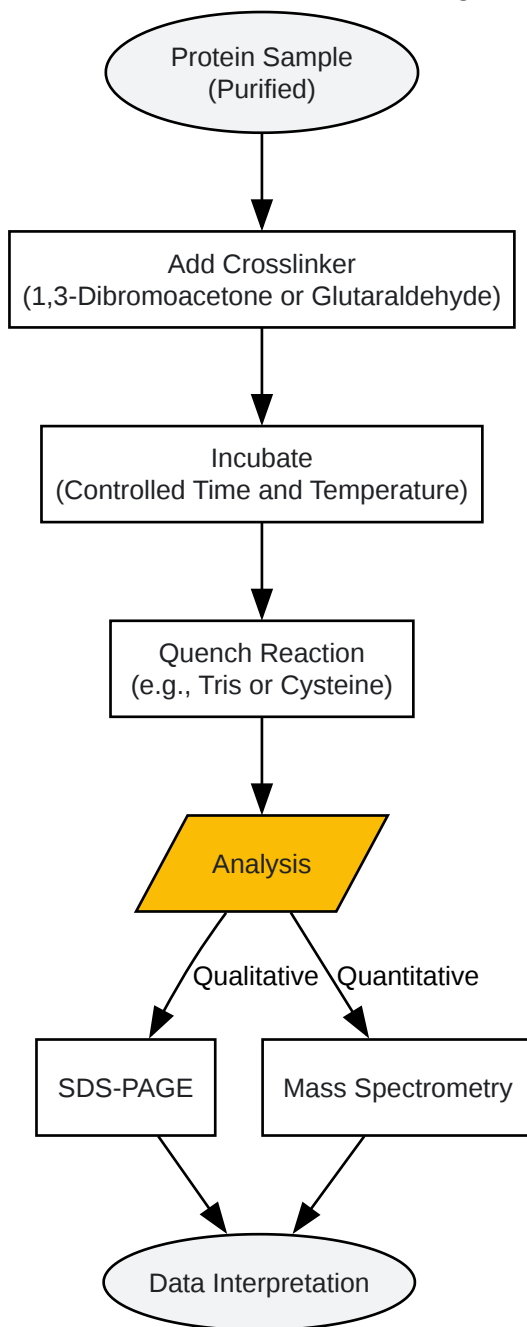 Protein Sample
(Purified)
Add Crosslinker
(1,3-Dibromoacetone or Glutaraldehyde)
Incubate
(Controlled Time and Temperature)
Quench Reaction
(e.g., Tris or Cysteine)
Analysis
Qualitative
Quantitative
SDS-PAGE
Mass Spectrometry
Data Interpretation